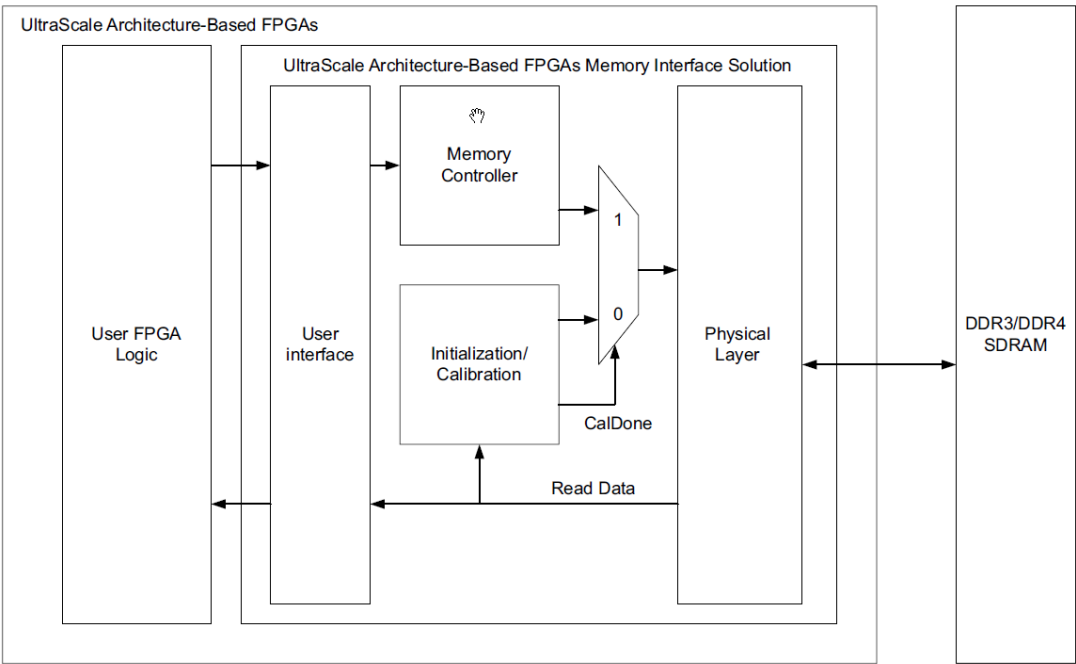 UltraScale Architecture-Based FPGAs
UltraScale Architecture-Based FPGAs Memory Interface Solution
User FPGA
Logic
User
interface
Memory
Controller
Initialization/
Calibration
1
0
CalDone
Read Data
Physical
Layer
DDR3/DDR4
SDRAM